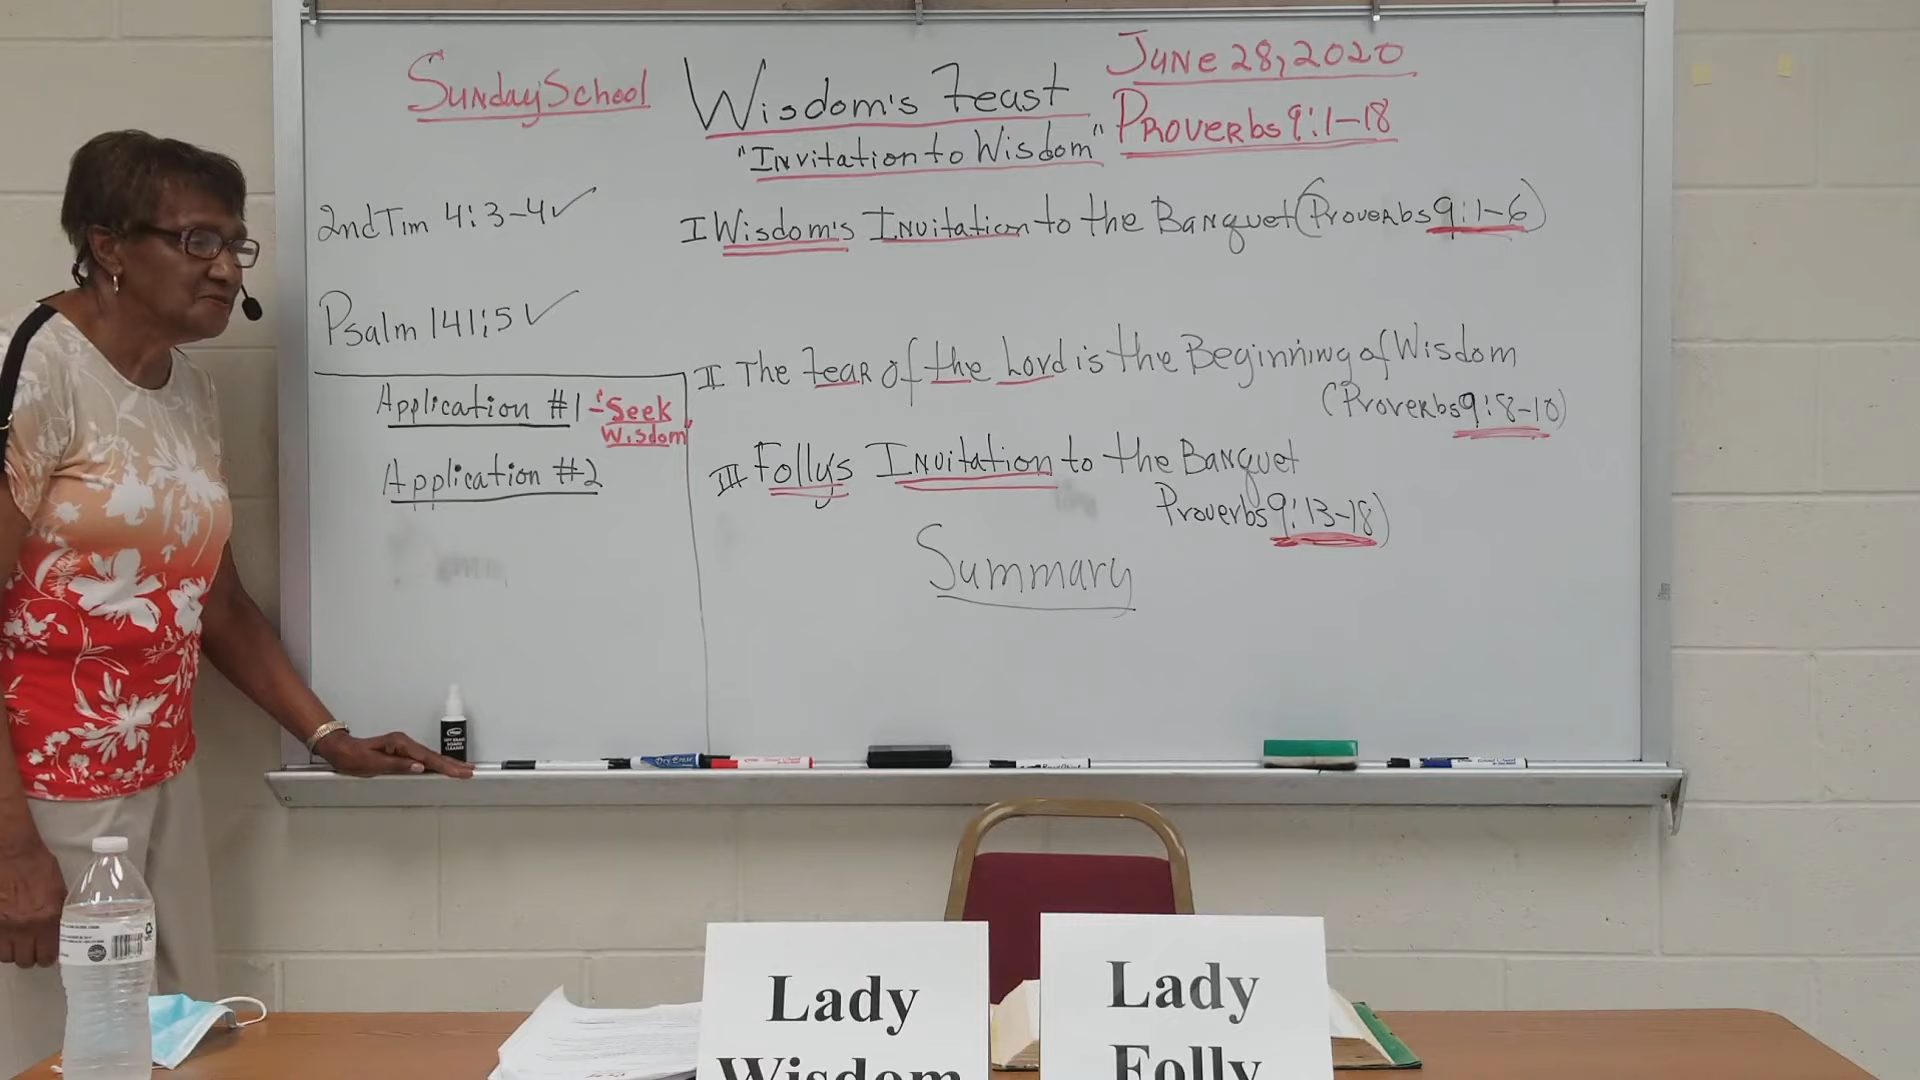 Sunday School
Wisdom's Feast
June 28, 2020
"Invitation to Wisdom"
Proverbs 9:1-18
2nd Tim 4:3-4 ✓
Psalm 141:5 ✓
Application #1 - Seek
Wisdom
Application #2
I Wisdom's Invitation to the Banquet (Proverbs 9:1-6)
II The Fear of the Lord is the Beginning of Wisdom
(Proverbs 9:8-10)
III Folly's Invitation to the Banquet
Proverbs 9:13-18)
Summary
Dry Erase
Lady
Wisdom
Lady
Folly